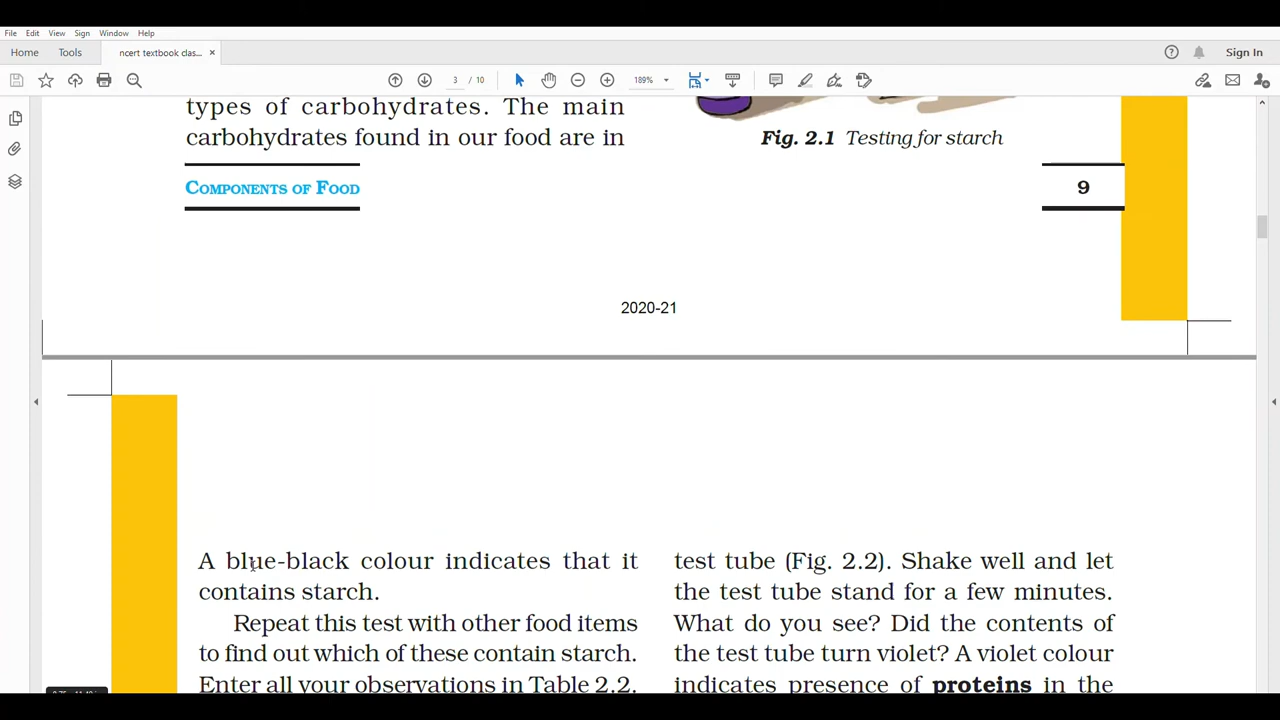 File Edit View Sign Window Help
Home Tools ncert textbook clas... × Sign In
3 / 10 189%
types of carbohydrates. The main
carbohydrates found in our food are in
Fig. 2.1 Testing for starch
COMPONENTS OF FOOD
9
2020-21
A blue-black colour indicates that it
contains starch.
Repeat this test with other food items
to find out which of these contain starch.
Enter all your observations in Table 2.2.
test tube (Fig. 2.2). Shake well and let
the test tube stand for a few minutes.
What do you see? Did the contents of
the test tube turn violet? A violet colour
indicates presence of proteins in the